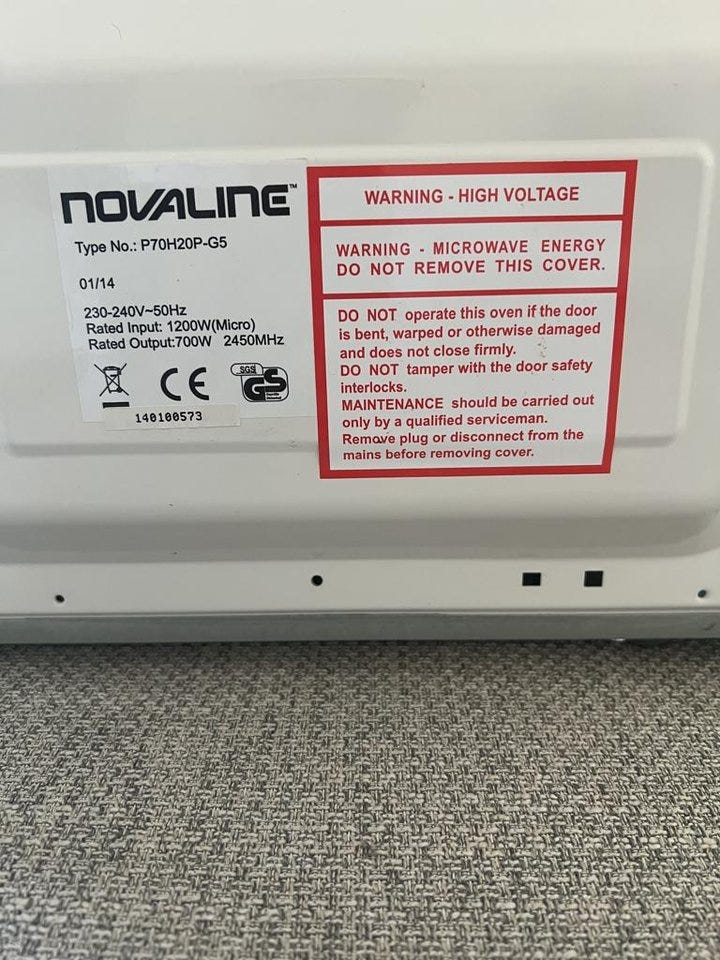 NOVALINE™
Type No.: P70H20P-G5
01/14
230-240V~50Hz
Rated Input: 1200W(Micro)
Rated Output:700W 2450MHz
CE
SGS
GS
140100573
WARNING - HIGH VOLTAGE
WARNING - MICROWAVE ENERGY
DO NOT REMOVE THIS COVER.
DO NOT operate this oven if the door
is bent, warped or otherwise damaged
and does not close firmly.
DO NOT tamper with the door safety
interlocks.
MAINTENANCE should be carried out
only by a qualified serviceman.
Remove plug or disconnect from the
mains before removing cover.